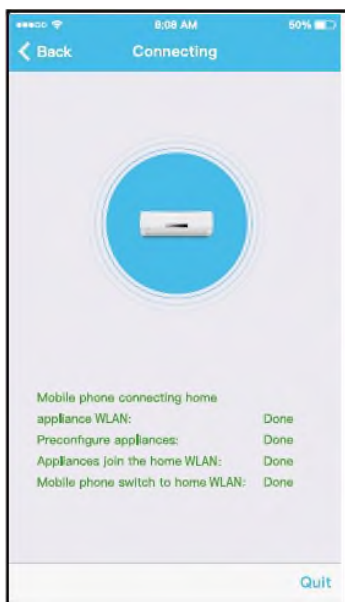 8:08 AM 50%
Back Connecting
Mobile phone connecting home
appliance WLAN: Done
Preconfigure appliances: Done
Appliances join the home WLAN: Done
Mobile phone switch to home WLAN: Done
Quit